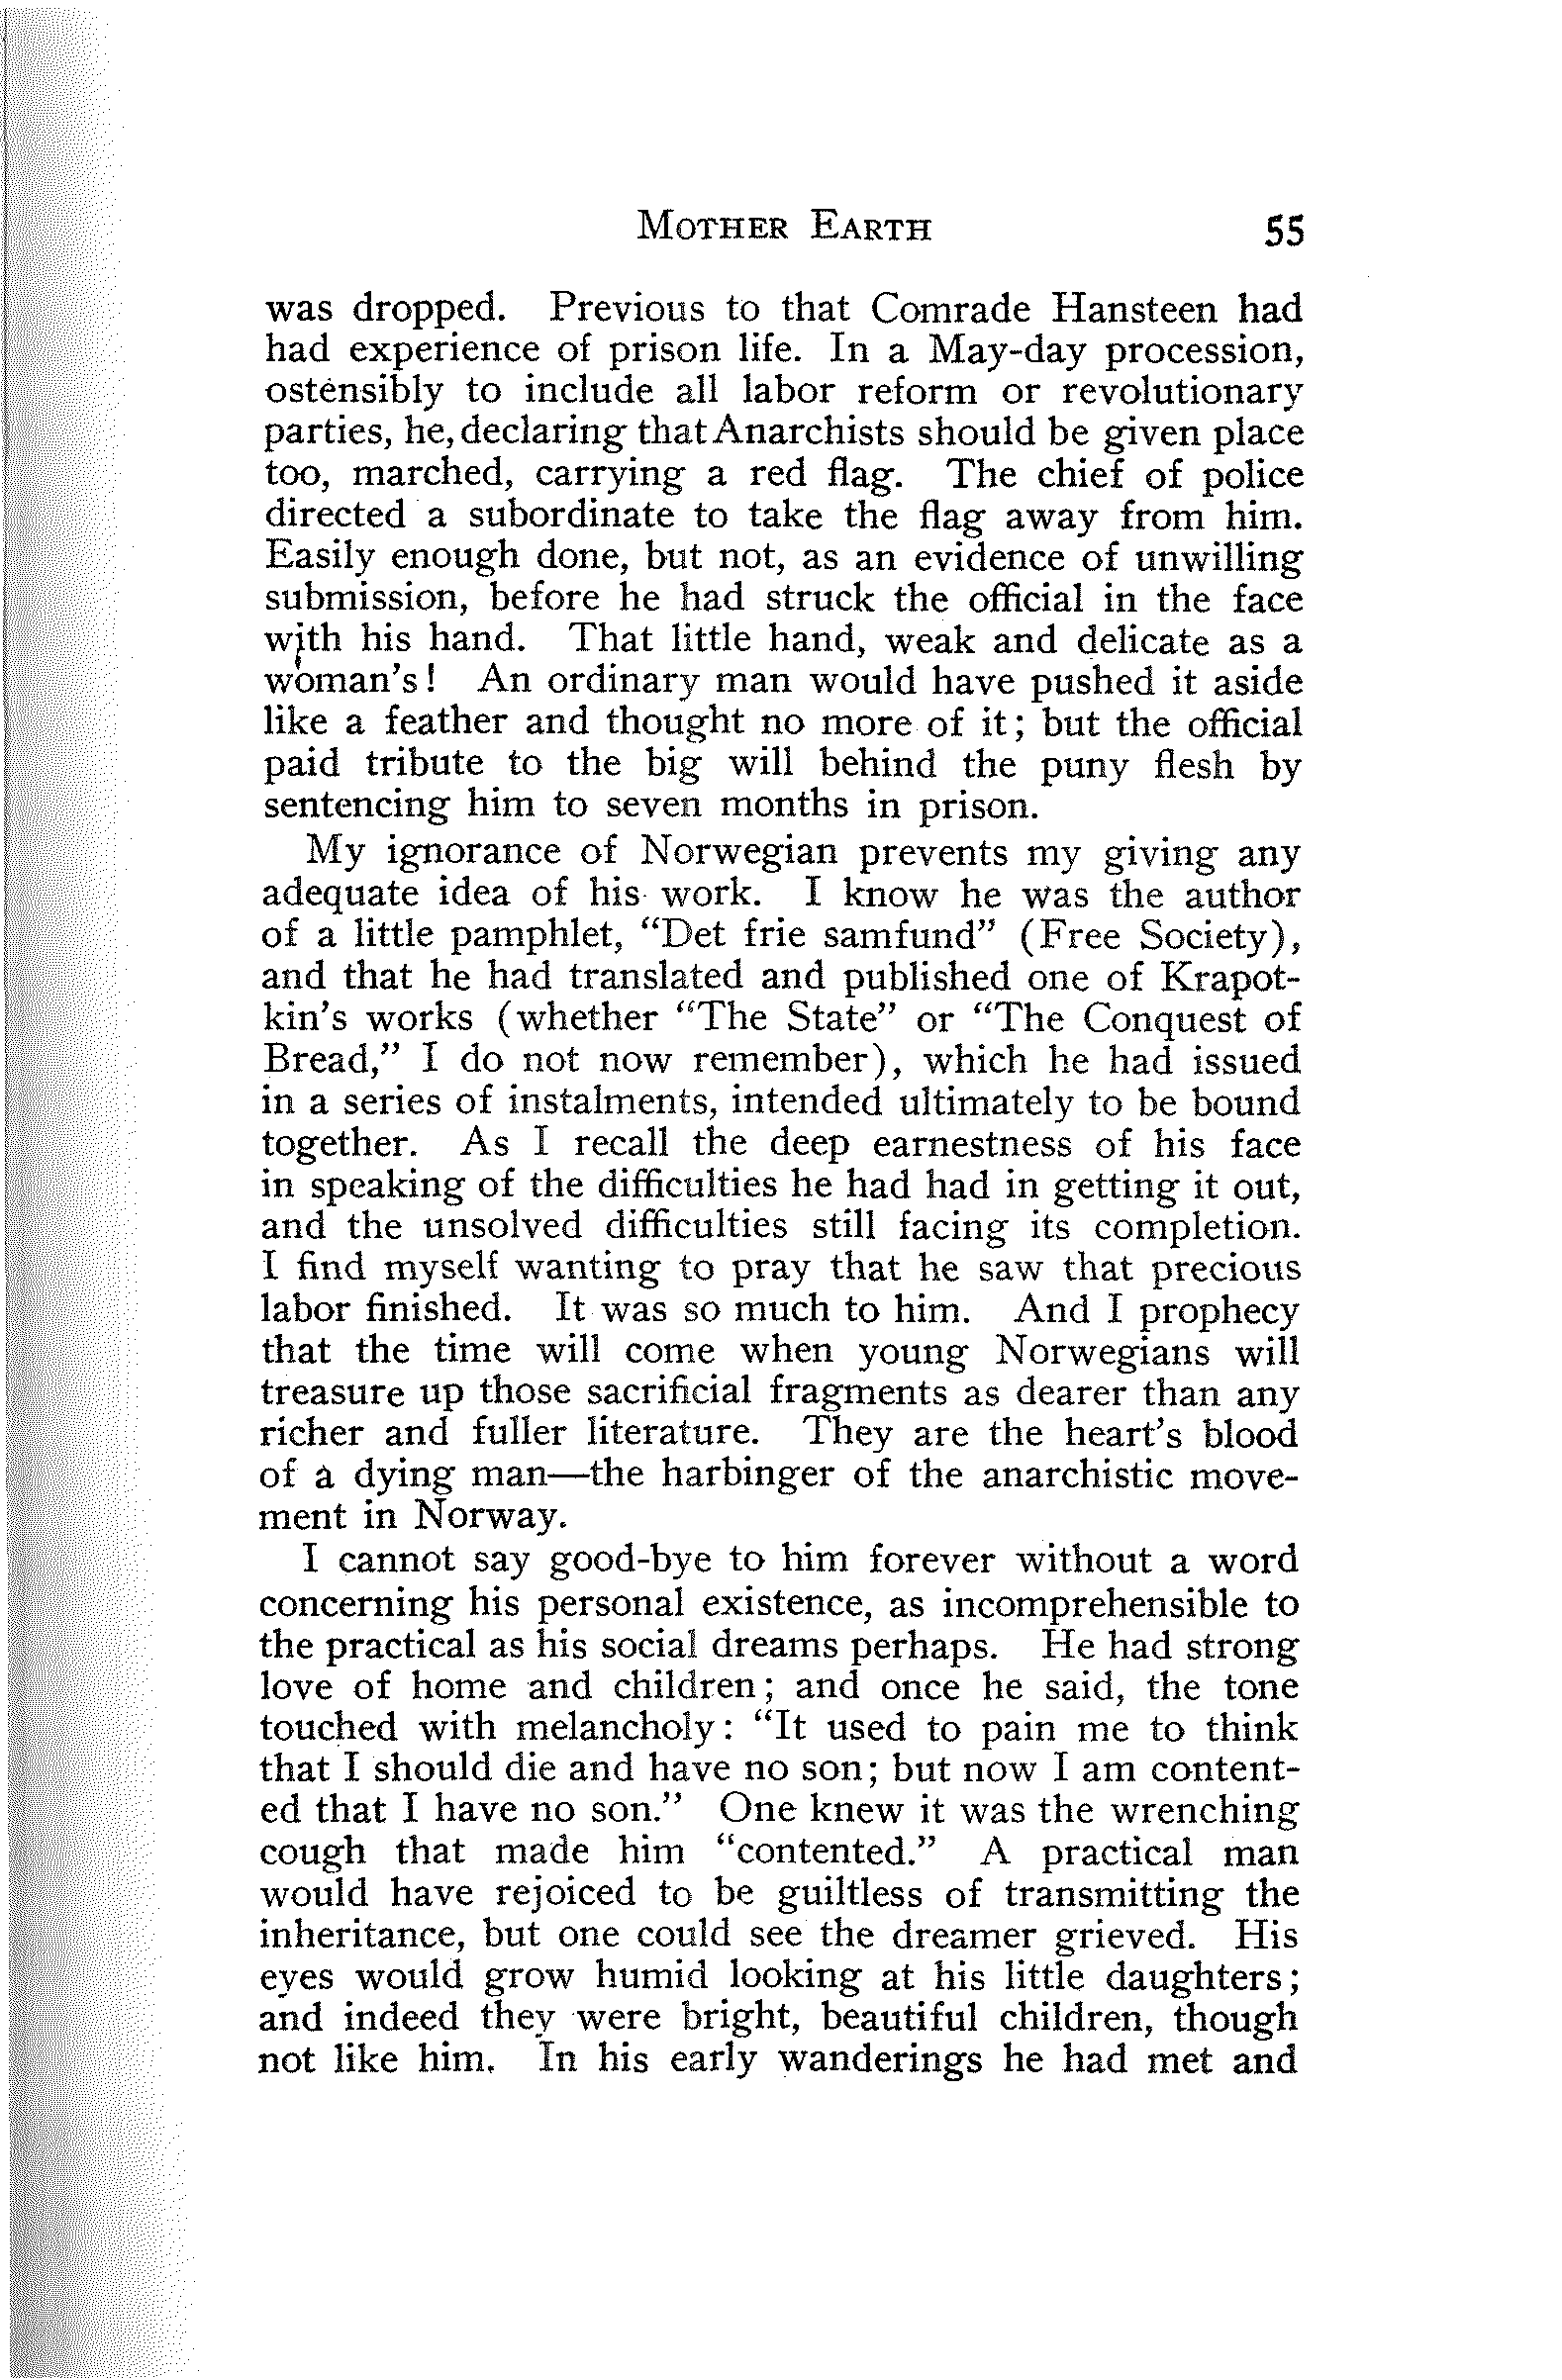 MOTHER EARTH 55
was dropped. Previous to that Comrade Hansteen had
had experience of prison life. In a May-day procession,
ostensibly to include all labor reform or revolutionary
parties, he, declaring that Anarchists should be given place
too, marched, carrying a red flag. The chief of police
directed a subordinate to take the flag away from him.
Easily enough done, but not, as an evidence of unwilling
submission, before he had struck the official in the face
with his hand. That little hand, weak and delicate as a
woman's! An ordinary man would have pushed it aside
like a feather and thought no more of it; but the official
paid tribute to the big will behind the puny flesh by
sentencing him to seven months in prison.
My ignorance of Norwegian prevents my giving any
adequate idea of his work. I know he was the author
of a little pamphlet, "Det frie samfund" (Free Society),
and that he had translated and published one of Krapot-
kin's works (whether "The State" or "The Conquest of
Bread," I do not now remember), which he had issued
in a series of instalments, intended ultimately to be bound
together. As I recall the deep earnestness of his face
in speaking of the difficulties he had had in getting it out,
and the unsolved difficulties still facing its completion.
I find myself wanting to pray that he saw that precious
labor finished. It was so much to him. And I prophecy
that the time will come when young Norwegians will
treasure up those sacrificial fragments as dearer than any
richer and fuller literature. They are the heart's blood
of a dying man—the harbinger of the anarchistic move-
ment in Norway.
I cannot say good-bye to him forever without a word
concerning his personal existence, as incomprehensible to
the practical as his social dreams perhaps. He had strong
love of home and children; and once he said, the tone
touched with melancholy: "It used to pain me to think
that I should die and have no son; but now I am content-
ed that I have no son." One knew it was the wrenching
cough that made him "contented." A practical man
would have rejoiced to be guiltless of transmitting the
inheritance, but one could see the dreamer grieved. His
eyes would grow humid looking at his little daughters;
and indeed they were bright, beautiful children, though
not like him. In his early wanderings he had met and